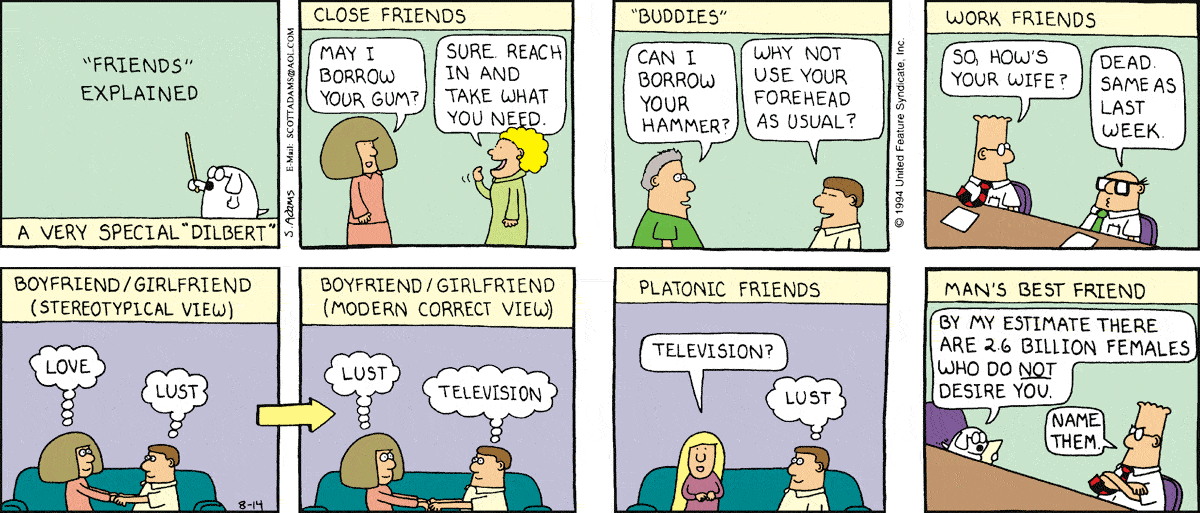 "FRIENDS"
EXPLAINED
A VERY SPECIAL "DILBERT"
S. Adams E-Mail: SCOTTADAMS@AOL.COM
CLOSE FRIENDS
MAY I
BORROW
YOUR GUM?
SURE. REACH
IN AND
TAKE WHAT
YOU NEED.
"BUDDIES"
CAN I
BORROW
YOUR
HAMMER?
WHY NOT
USE YOUR
FOREHEAD
AS USUAL?
© 1994 United Feature Syndicate, Inc.
WORK FRIENDS
SO, HOW'S
YOUR WIFE?
DEAD.
SAME AS
LAST
WEEK.
BOYFRIEND/GIRLFRIEND
(STEREOTYPICAL VIEW)
LOVE
LUST
8-14
BOYFRIEND/GIRLFRIEND
(MODERN CORRECT VIEW)
LUST
TELEVISION
PLATONIC FRIENDS
TELEVISION?
LUST
MAN'S BEST FRIEND
BY MY ESTIMATE THERE
ARE 2.6 BILLION FEMALES
WHO DO NOT
DESIRE YOU.
NAME
THEM.